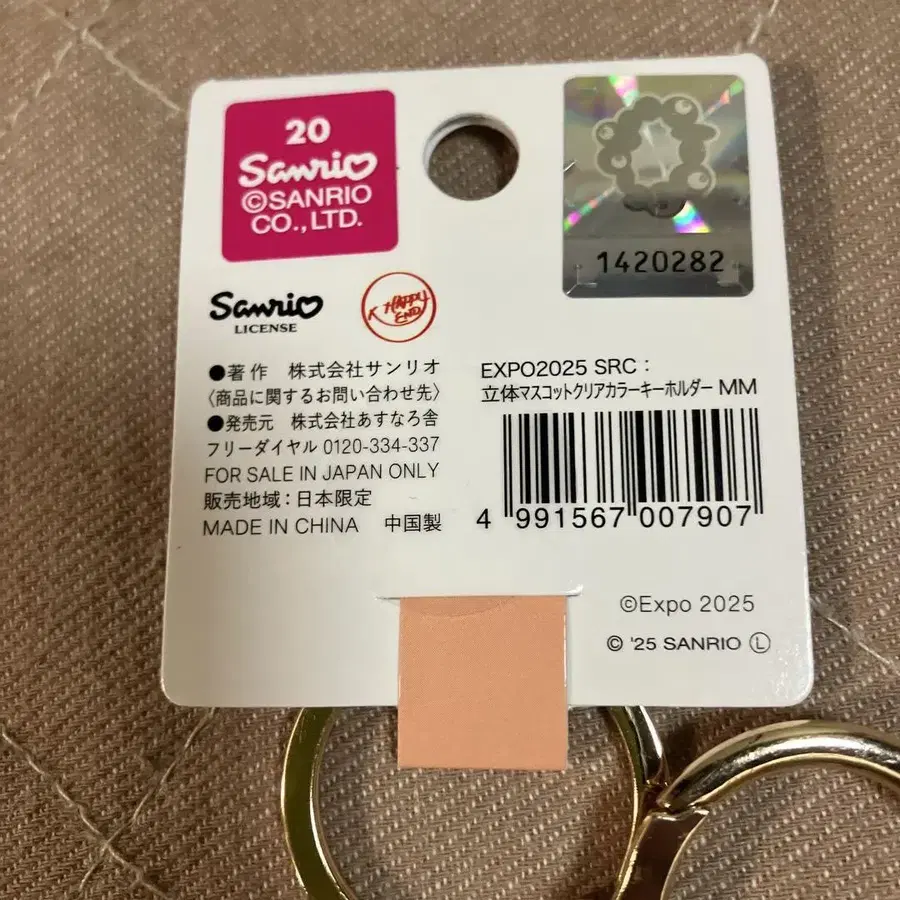 20
Sanrio
©SANRIO
CO.,LTD.
1420282
Sanrio
LICENSE
K HAPPY
END
●著作 株式会社サンリオ
〈商品に関するお問い合わせ先〉
●発売元 株式会社あすなろ舎
フリーダイヤル 0120-334-337
FOR SALE IN JAPAN ONLY
販売地域：日本限定
MADE IN CHINA 中国製
EXPO2025 SRC：
立体マスコットクリアカラーキーホルダー MM
4 991567 007907
©Expo 2025
© '25 SANRIO Ⓛ